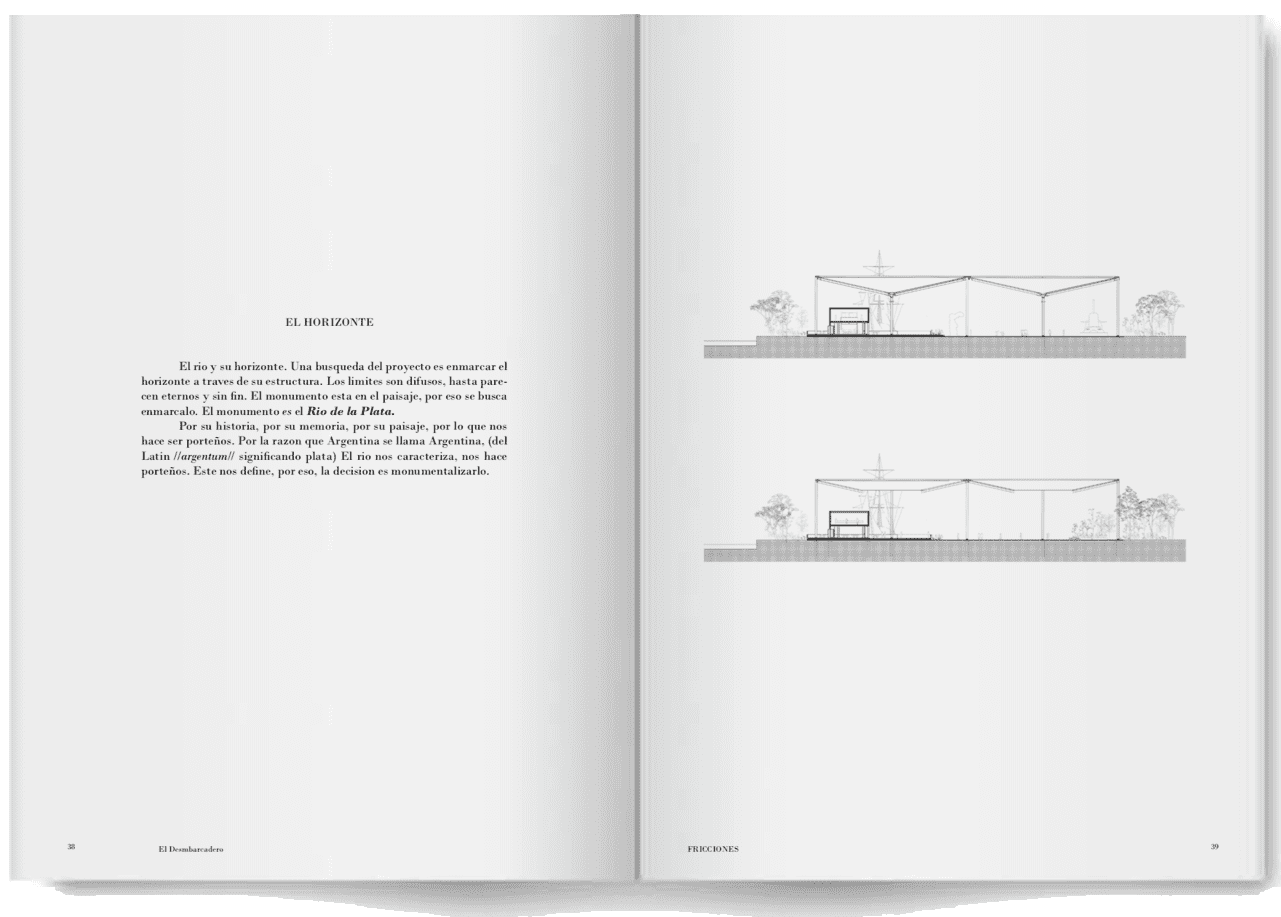 EL HORIZONTE
El rio y su horizonte. Una busqueda del proyecto es enmarcar el
horizonte a traves de su estructura. Los limites son difusos, hasta pare-
cen eternos y sin fin. El monumento esta en el paisaje, por eso se busca
enmarcalo. El monumento es el Rio de la Plata.
Por su historia, por su memoria, por su paisaje, por lo que nos
hace ser porteños. Por la razon que Argentina se llama Argentina, (del
Latin //argentum// significando plata) El rio nos caracteriza, nos hace
porteños. Este nos define, por eso, la decision es monumentalizarlo.
38
El Desmbarcadero
FRICCIONES
39